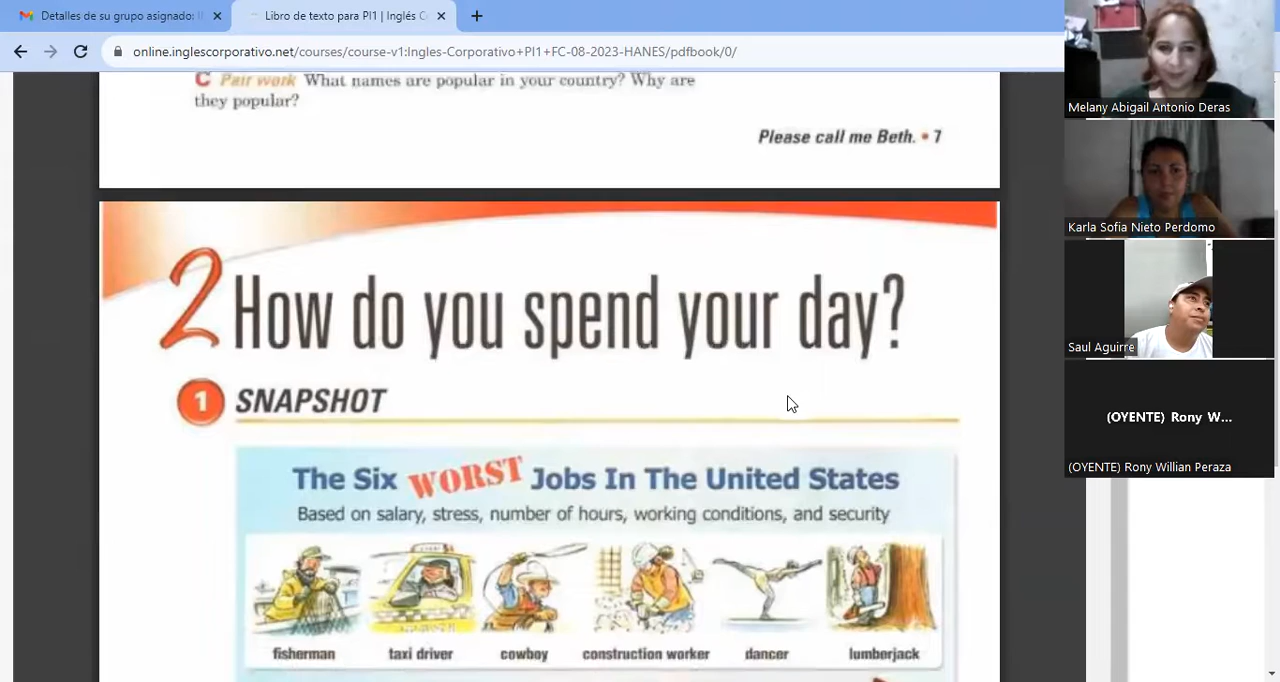 Detalles de su grupo asignado:
Libro de texto para PI1 | Inglés C
online.inglescorporativo.net/courses/course-v1:Ingles-Corporativo+PI1+FC-08-2023-HANES/pdfbook/0/
C Pair work What names are popular in your country? Why are
they popular?
Please call me Beth. • 7
2 How do you spend your day?
1 SNAPSHOT
The Six WORST Jobs In The United States
Based on salary, stress, number of hours, working conditions, and security
TAXI
fisherman taxi driver cowboy construction worker dancer lumberjack
Melany Abigail Antonio Deras
Karla Sofia Nieto Perdomo
Saul Aguirre
(OYENTE) Rony W...
(OYENTE) Rony Willian Peraza